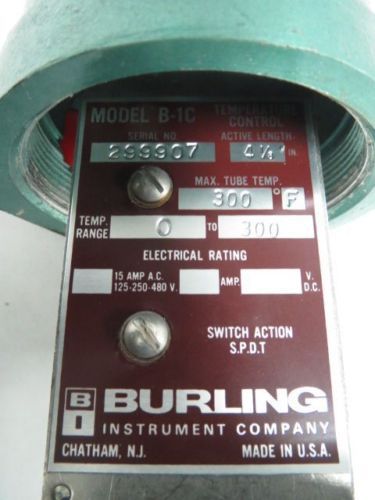 MODEL B-1C TEMPERATURE CONTROL
SERIAL NO. ACTIVE LENGTH
299907 4⅛ IN.
MAX. TUBE TEMP.
300 °F
TEMP. RANGE 0 TO 300
ELECTRICAL RATING
15 AMP A.C. AMP. V.
125-250-480 V. D.C.
SWITCH ACTION
S.P.D.T
B I BURLING
INSTRUMENT COMPANY
CHATHAM, N.J. MADE IN U.S.A.